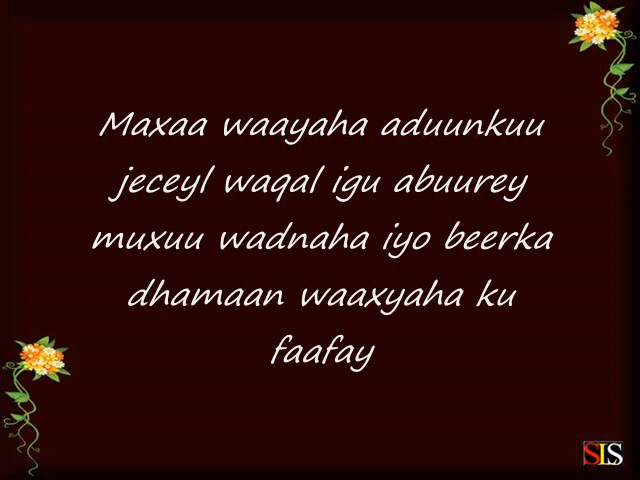 Maxaa waayaha aduunkuu
jeceyl waqal igu abuurey
muxuu wadnaha iyo beerka
dhamaan waaxyaha ku
faafay
SLS